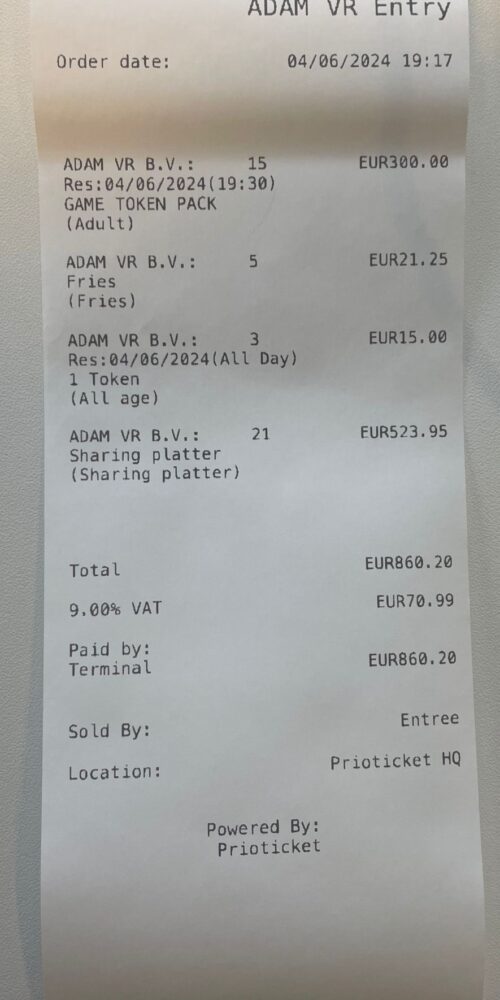 ADAM VR Entry
Order date: 04/06/2024 19:17
ADAM VR B.V.: 15 EUR300.00
Res:04/06/2024(19:30)
GAME TOKEN PACK
(Adult)
ADAM VR B.V.: 5 EUR21.25
Fries
(Fries)
ADAM VR B.V.: 3 EUR15.00
Res:04/06/2024(All Day)
1 Token
(All age)
ADAM VR B.V.: 21 EUR523.95
Sharing platter
(Sharing platter)
Total EUR860.20
9.00% VAT EUR70.99
Paid by:
Terminal EUR860.20
Sold By: Entree
Location: Prioticket HQ
Powered By:
Prioticket